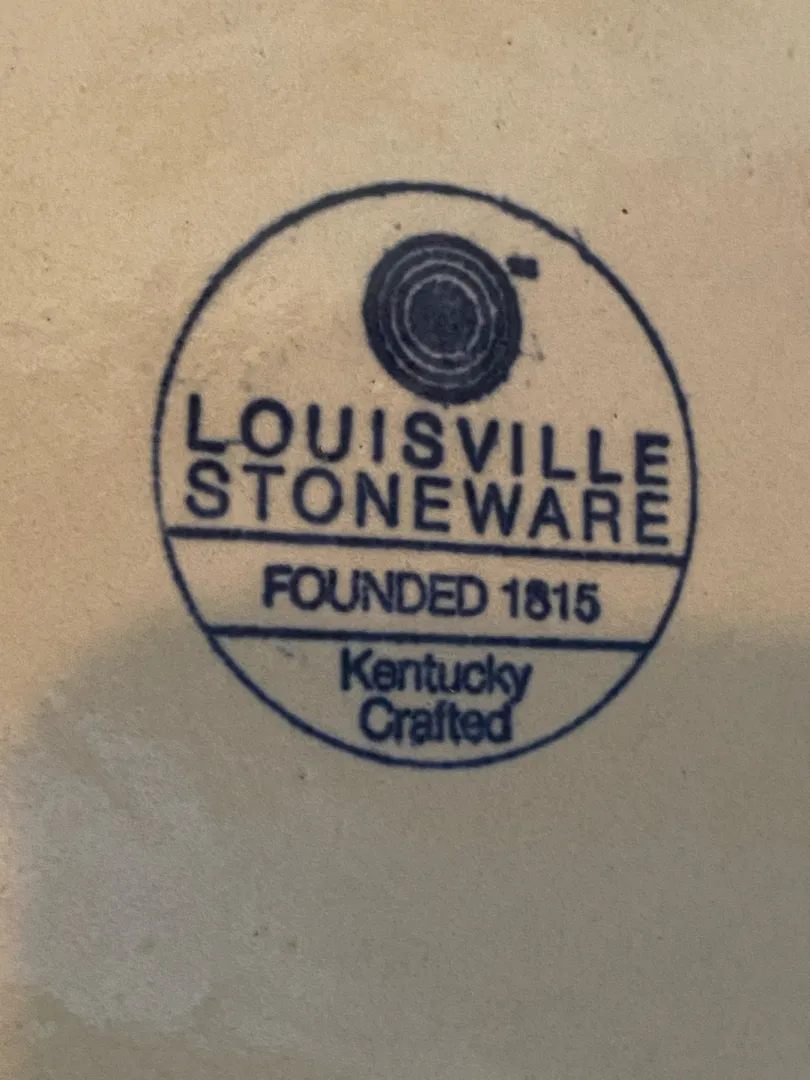 LOUISVILLE
STONEWARE
FOUNDED 1815
Kentucky
Crafted